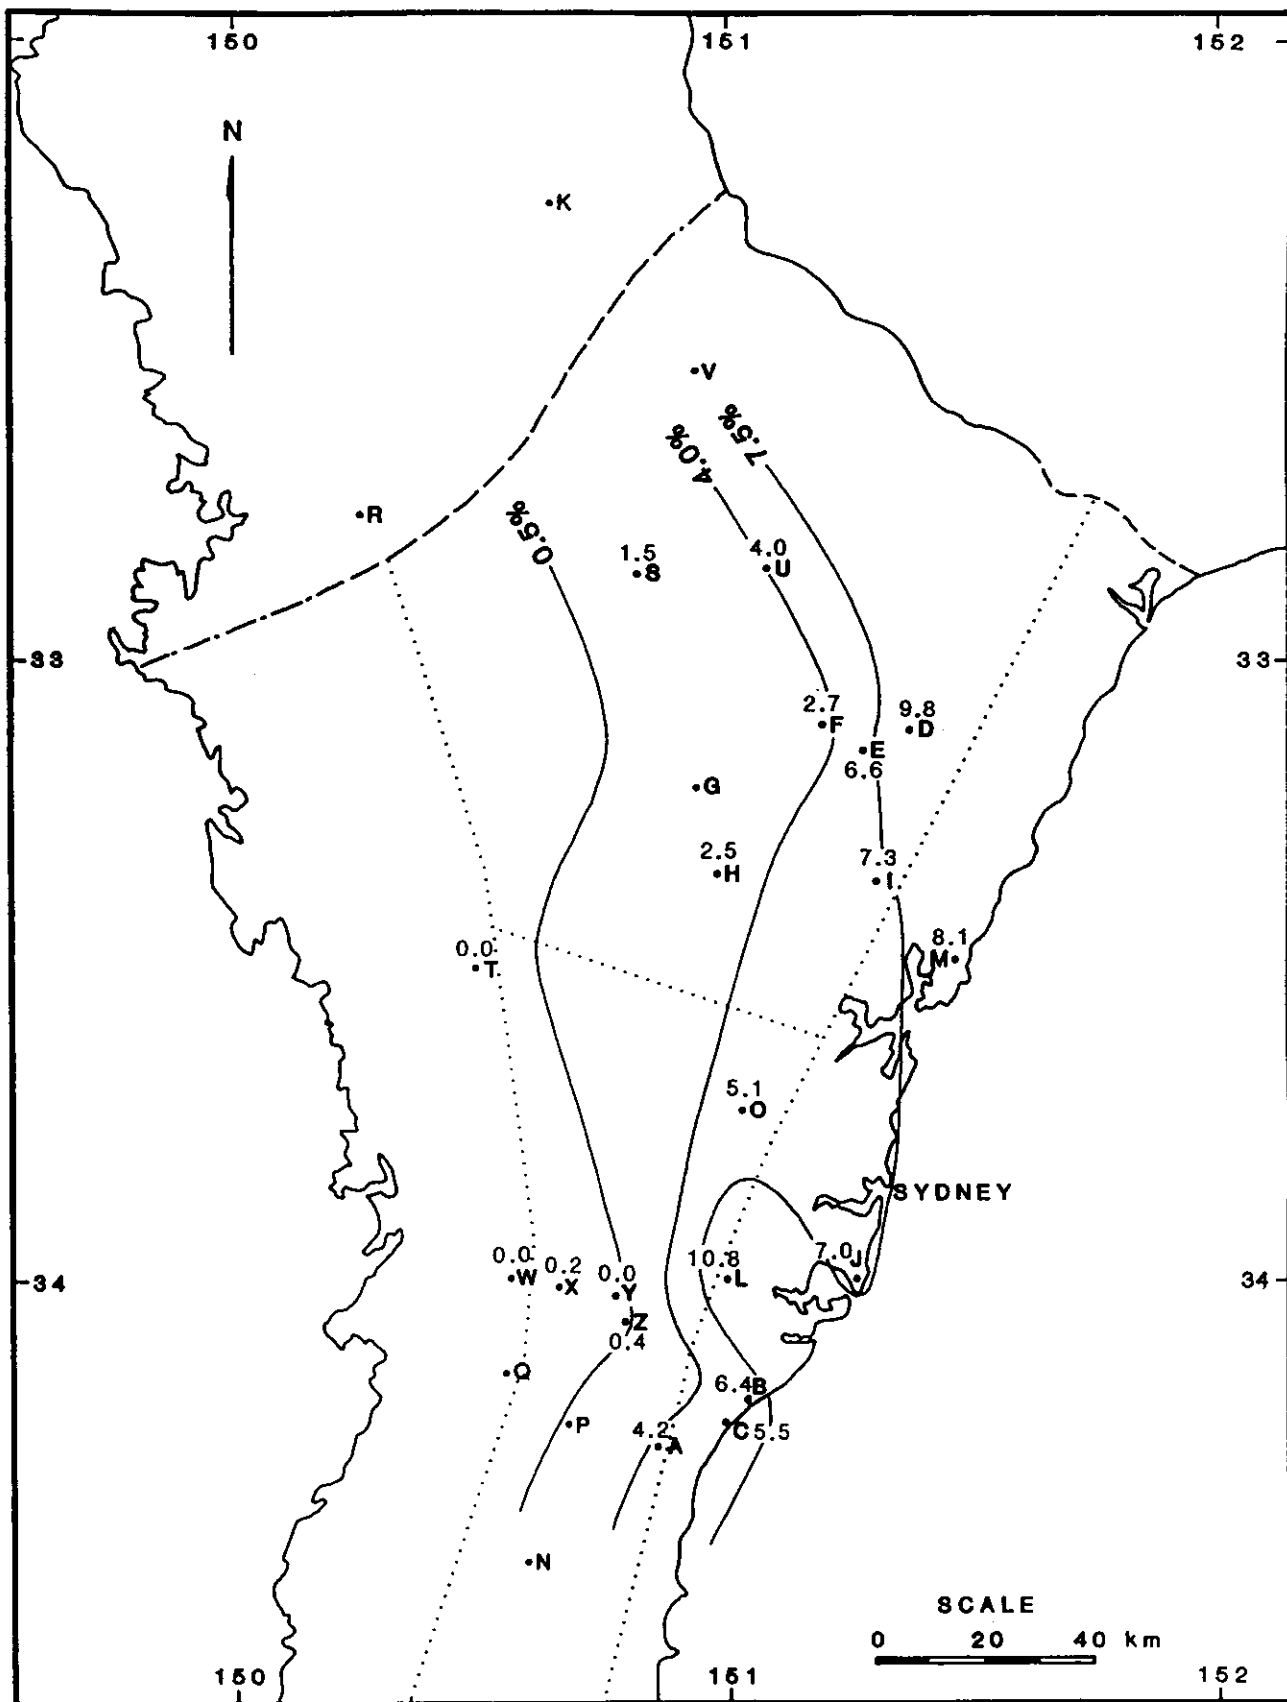 150 151 152
N
K
V
7.5%
4.0%
0.5%
R
1.5
S
4.0
U
33 33
2.7
F
9.8
D
E
6.6
G
2.5
H
7.3
I
8.1
M
0.0
T
5.1
O
SYDNEY
0.0
W
0.2
X
0.0
Y
10.8
L
7.0
J
34 34
Z
0.4
Q
6.4
B
P
4.2
A
C
5.5
N
SCALE
0 20 40 km
150 151 152